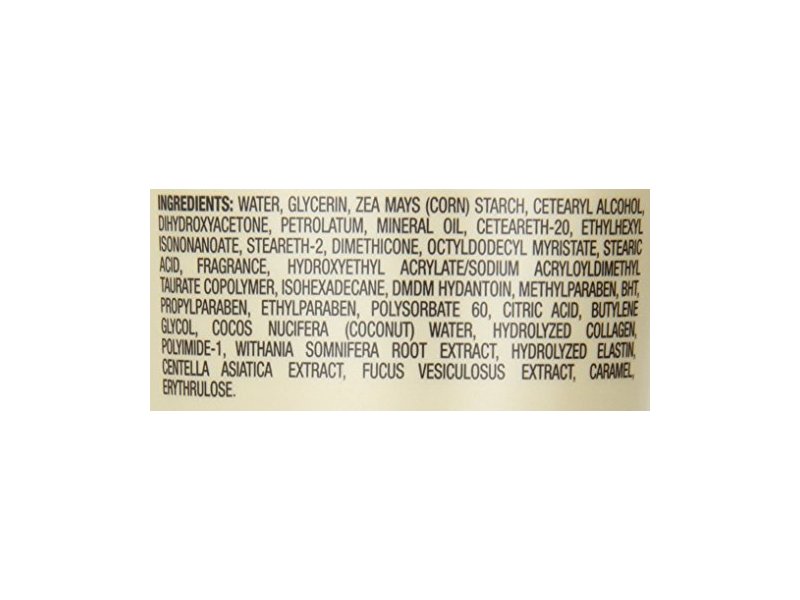 INGREDIENTS: WATER, GLYCERIN, ZEA MAYS (CORN) STARCH, CETEARYL ALCOHOL,
DIHYDROXYACETONE, PETROLATUM, MINERAL OIL, CETEARETH-20, ETHYLHEXYL
ISONONANOATE, STEARETH-2, DIMETHICONE, OCTYLDODECYL MYRISTATE, STEARIC
ACID, FRAGRANCE, HYDROXYETHYL ACRYLATE/SODIUM ACRYLOYLDIMETHYL
TAURATE COPOLYMER, ISOHEXADECANE, DMDM HYDANTOIN, METHYLPARABEN, BHT,
PROPYLPARABEN, ETHYLPARABEN, POLYSORBATE 60, CITRIC ACID, BUTYLENE
GLYCOL, COCOS NUCIFERA (COCONUT) WATER, HYDROLYZED COLLAGEN,
POLYIMIDE-1, WITHANIA SOMNIFERA ROOT EXTRACT, HYDROLYZED ELASTIN,
CENTELLA ASIATICA EXTRACT, FUCUS VESICULOSUS EXTRACT, CARAMEL,
ERYTHRULOSE.